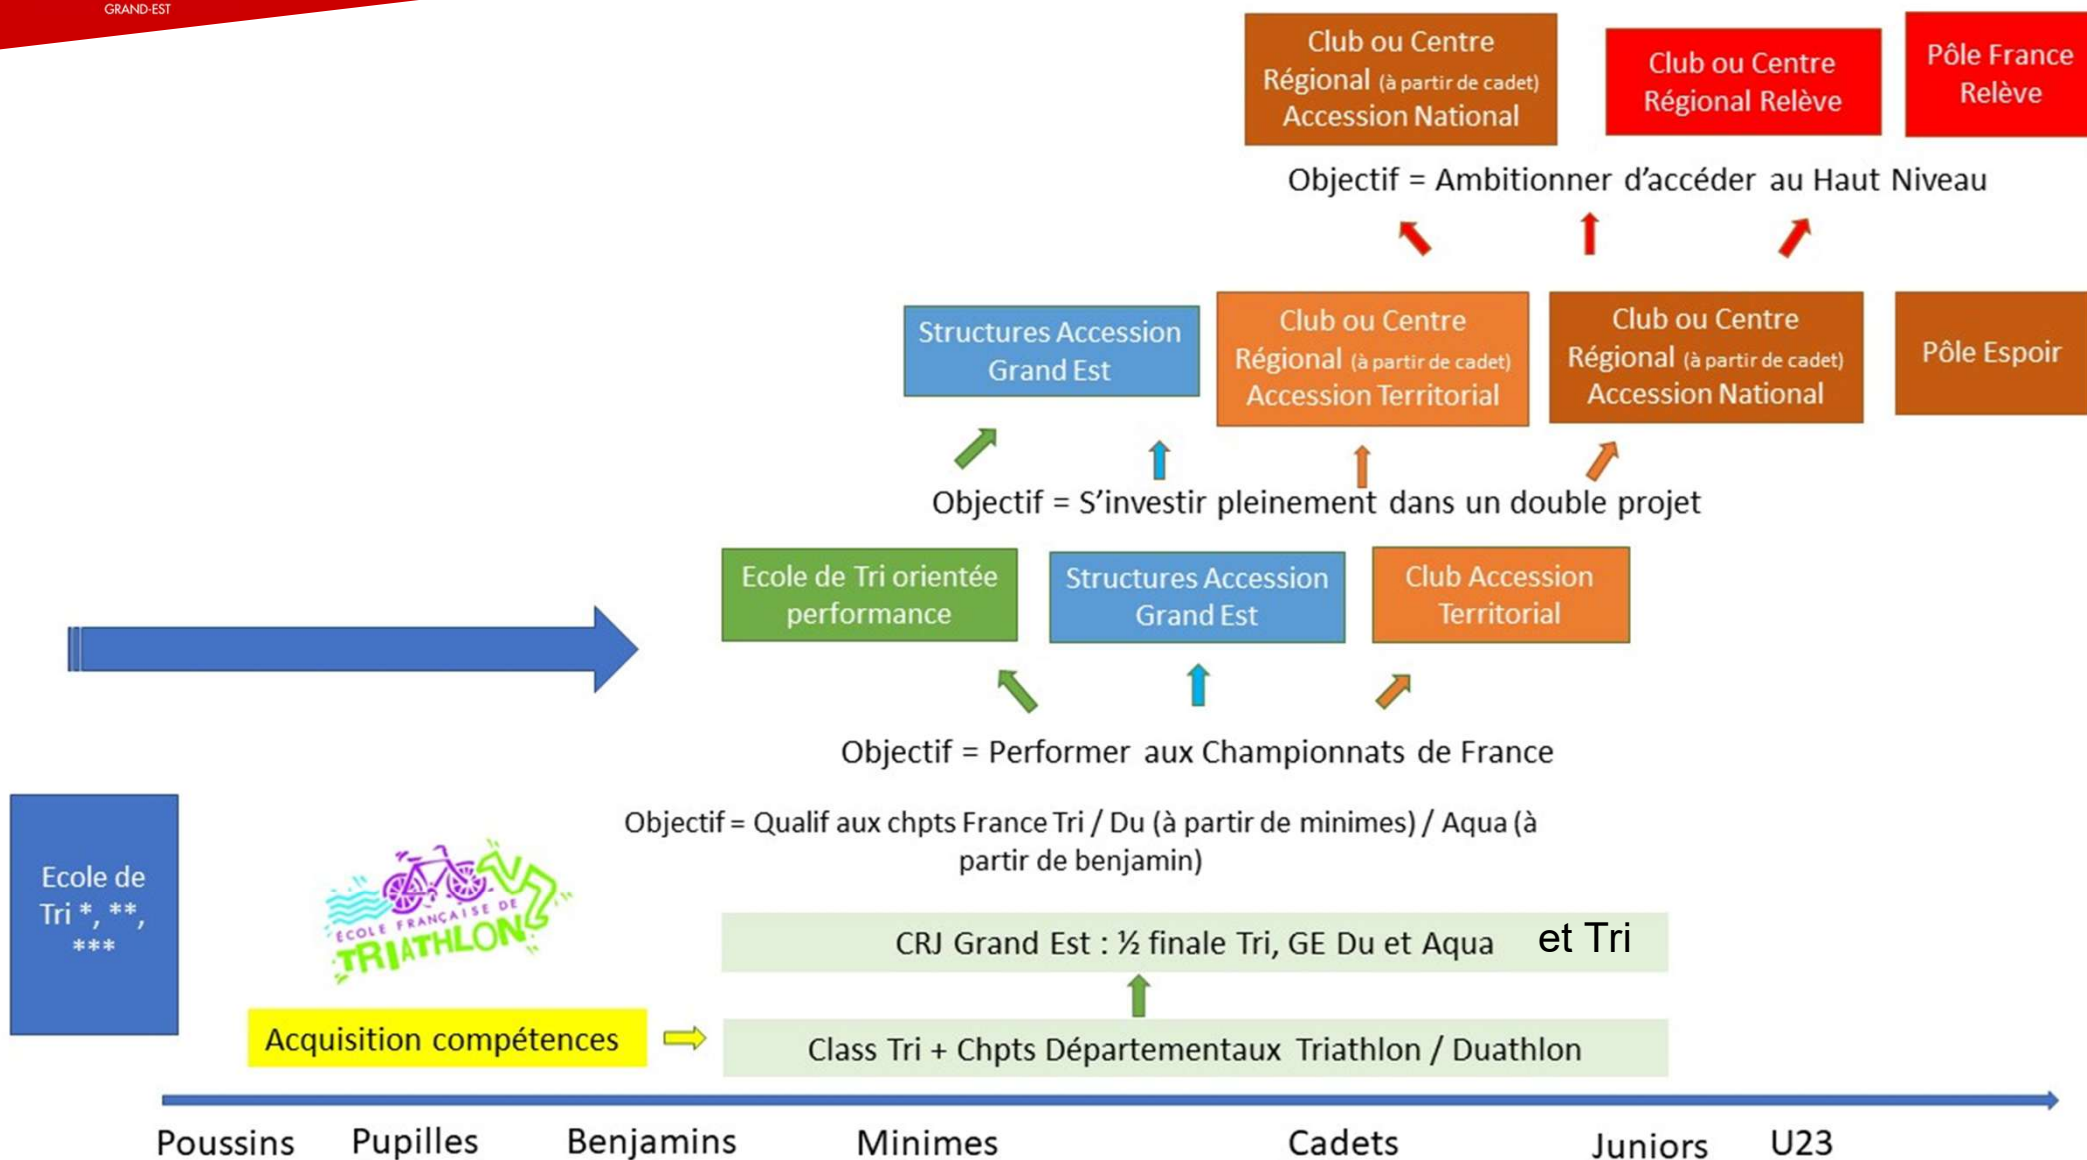 GRAND-EST
Club ou Centre
Régional (à partir de cadet)
Accession National
Club ou Centre
Régional Relève
Pôle France
Relève
Objectif = Ambitionner d'accéder au Haut Niveau
Structures Accession
Grand Est
Club ou Centre
Régional (à partir de cadet)
Accession Territorial
Club ou Centre
Régional (à partir de cadet)
Accession National
Pôle Espoir
Objectif = S'investir pleinement dans un double projet
Ecole de Tri orientée
performance
Structures Accession
Grand Est
Club Accession
Territorial
Objectif = Performer aux Championnats de France
Objectif = Qualif aux chpts France Tri / Du (à partir de minimes) / Aqua (à
partir de benjamin)
Ecole de
Tri *, **,
***
ÉCOLE FRANÇAISE DE
TRIATHLON
CRJ Grand Est : ½ finale Tri, GE Du et Aqua et Tri
Acquisition compétences
Class Tri + Chpts Départementaux Triathlon / Duathlon
Poussins Pupilles Benjamins Minimes Cadets Juniors U23